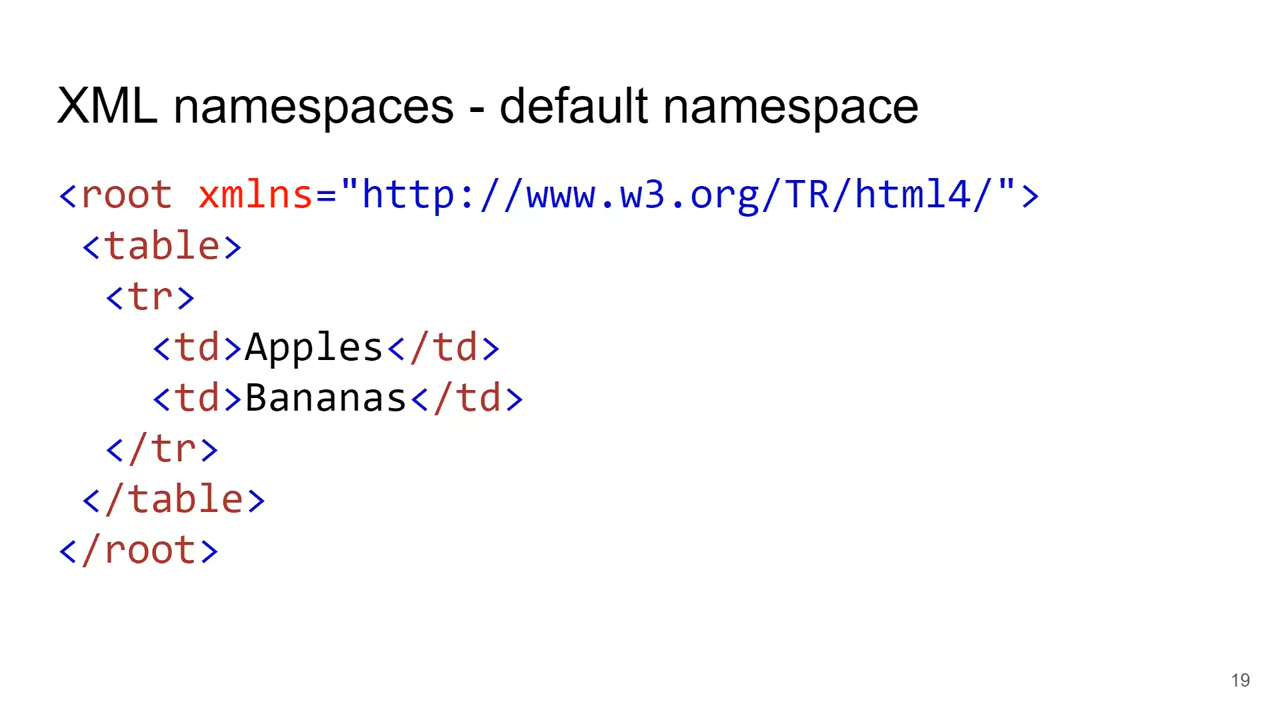 XML namespaces - default namespace
<root xmlns="http://www.w3.org/TR/html4/">
<table>
<tr>
<td>Apples</td>
<td>Bananas</td>
</tr>
</table>
</root>
19